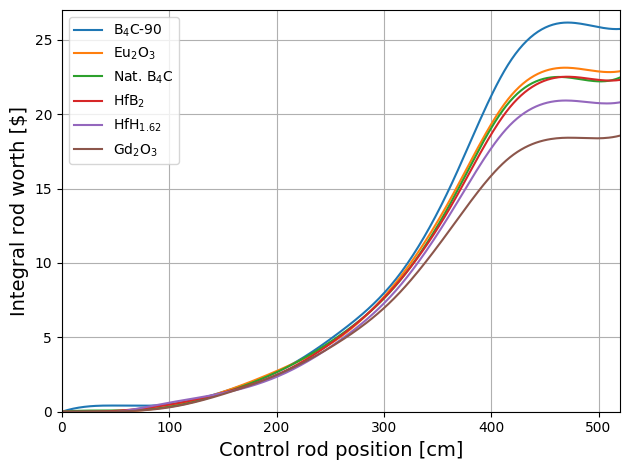 B₄C-90
Eu₂O₃
Nat. B₄C
HfB₂
HfH₁.₆₂
Gd₂O₃
25
20
15
10
5
0
0 100 200 300 400 500
Integral rod worth [$]
Control rod position [cm]